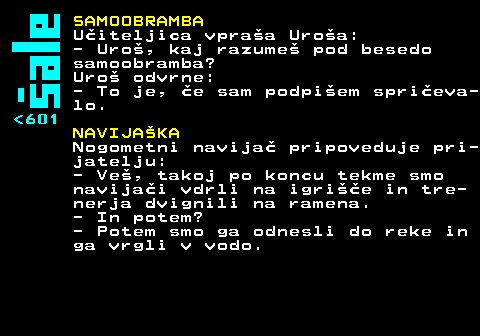 Šale
<601
SAMOOBRAMBA
Učiteljica vpraša Uroša:
- Uroš, kaj razumeš pod besedo
samoobramba?
Uroš odvrne:
- To je, če sam podpišem spričeva-
lo.
NAVIJAŠKA
Nogometni navijač pripoveduje pri-
jatelju:
- Veš, takoj po koncu tekme smo
navijači vdrli na igrišče in tre-
nerja dvignili na ramena.
- In potem?
- Potem smo ga odnesli do reke in
ga vrgli v vodo.